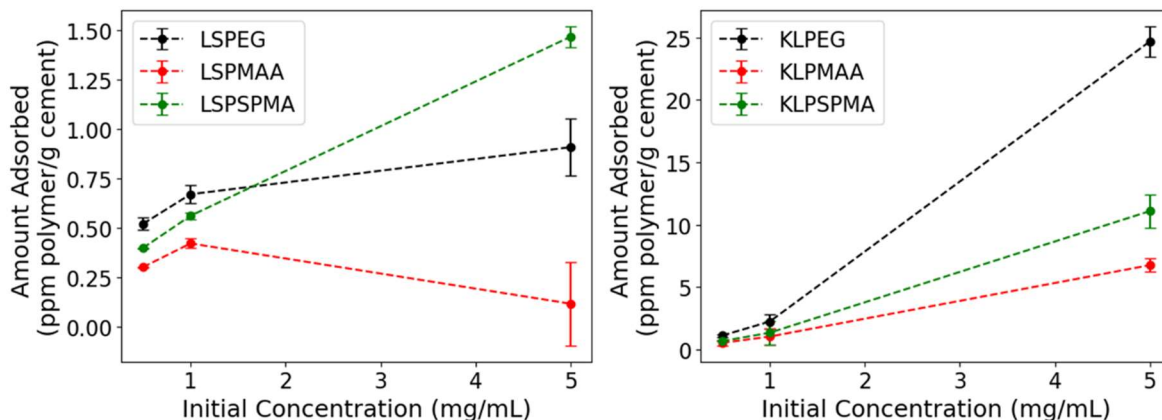 Amount Adsorbed
(ppm polymer/g cement)
1.50
1.25
1.00
0.75
0.50
0.25
0.00
LSPEG
LSPMAA
LSPSPMA
1 2 3 4 5
Initial Concentration (mg/mL)
Amount Adsorbed
(ppm polymer/g cement)
25
20
15
10
5
0
KLPEG
KLPMAA
KLPSPMA
1 2 3 4 5
Initial Concentration (mg/mL)